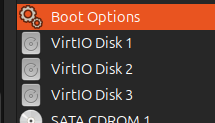 Boot Options
VirtIO Disk 1
VirtIO Disk 2
VirtIO Disk 3
SATA CDROM 1